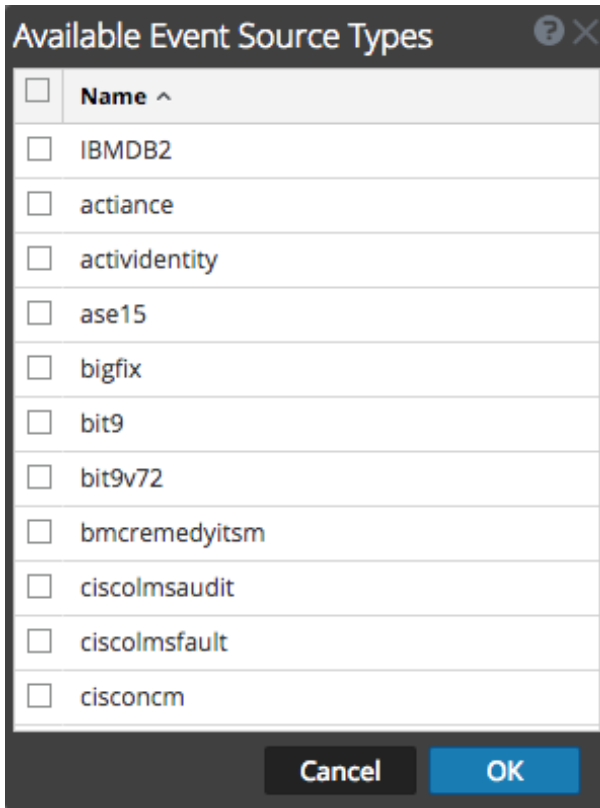 Available Event Source Types
Name
IBMDB2
actiance
actividentity
ase15
bigfix
bit9
bit9v72
bmcremedyitsm
ciscolmsaudit
ciscolmsfault
cisconcm
Cancel OK